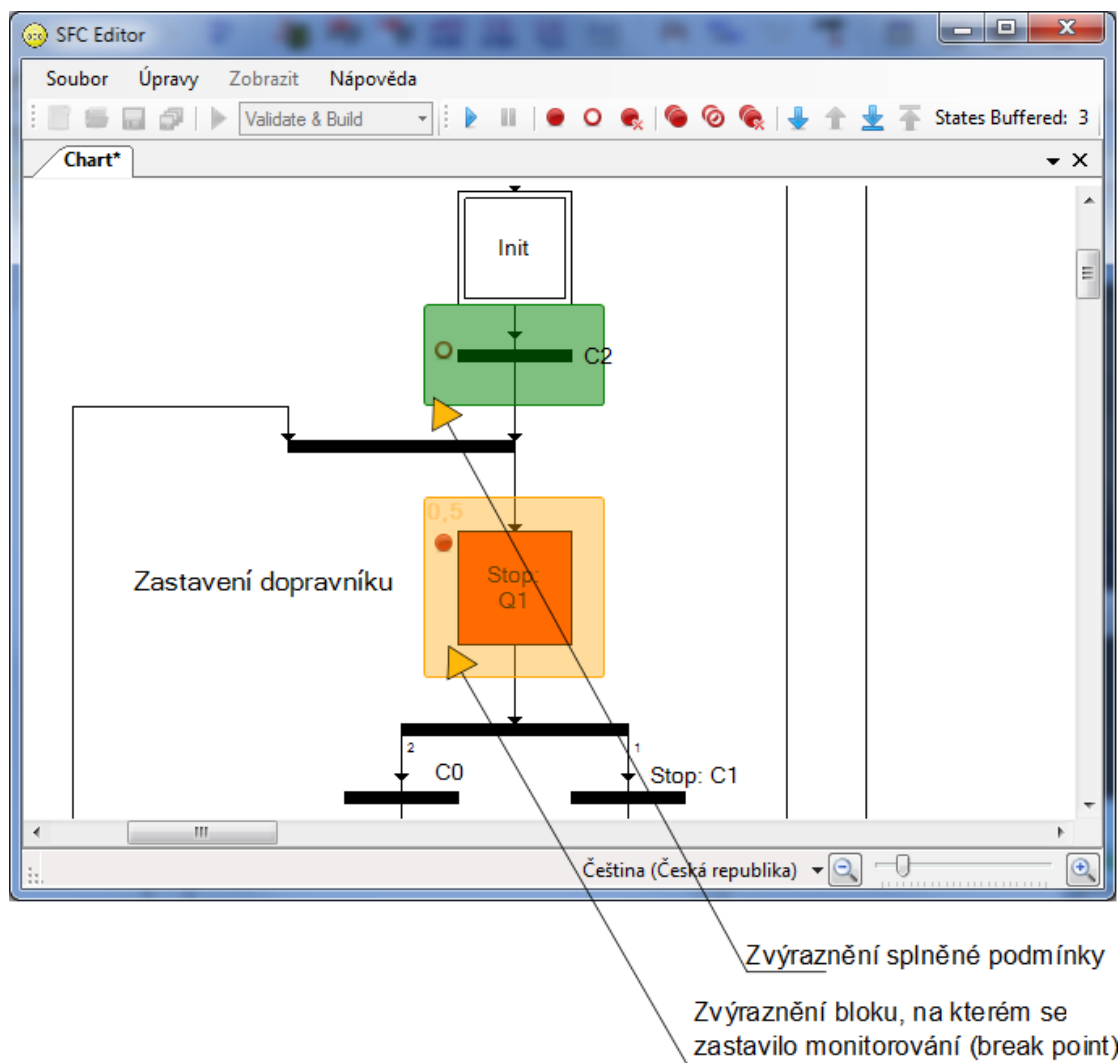 SFC Editor
Soubor Úpravy Zobrazit Nápověda
Validate & Build States Buffered: 3
Chart*
Init
C2
0,5
Zastavení dopravníku
Stop:
Q1
2 1
C0 Stop: C1
Čeština (Česká republika)
Zvýraznění splněné podmínky
Zvýraznění bloku, na kterém se
zastavilo monitorování (break point)